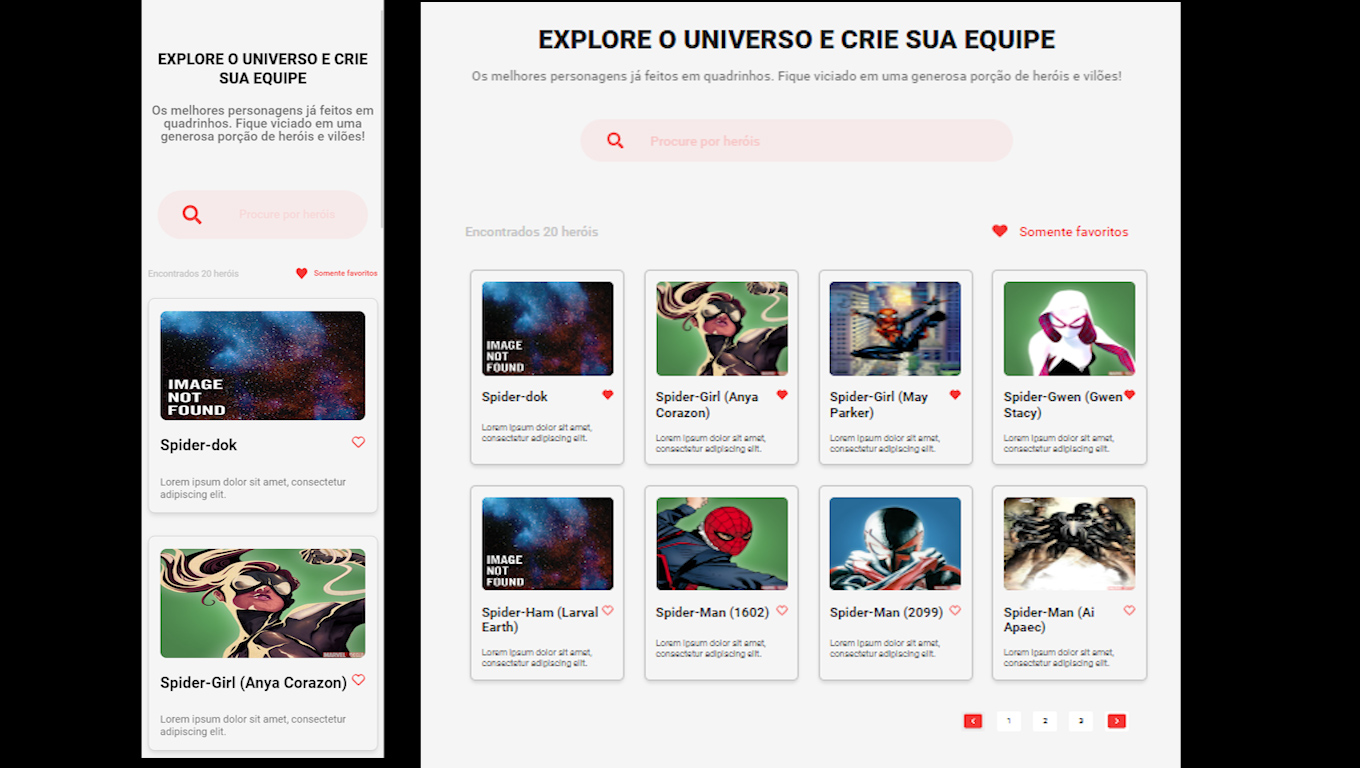 EXPLORE O UNIVERSO E CRIE
SUA EQUIPE
Os melhores personagens já feitos em
quadrinhos. Fique viciado em uma
generosa porção de heróis e vilões!
Procure por heróis
Encontrados 20 heróis
Somente favoritos
IMAGE
NOT
FOUND
Spider-dok
Lorem ipsum dolor sit amet, consectetur
adipiscing elit.
Spider-Girl (Anya Corazon)
Lorem ipsum dolor sit amet, consectetur
adipiscing elit.
EXPLORE O UNIVERSO E CRIE SUA EQUIPE
Os melhores personagens já feitos em quadrinhos. Fique viciado em uma generosa porção de heróis e vilões!
Procure por heróis
Encontrados 20 heróis
Somente favoritos
IMAGE
NOT
FOUND
Spider-dok
Lorem ipsum dolor sit amet,
consectetur adipiscing elit.
Spider-Girl (Anya
Corazon)
Lorem ipsum dolor sit amet,
consectetur adipiscing elit.
Spider-Girl (May
Parker)
Lorem ipsum dolor sit amet,
consectetur adipiscing elit.
Spider-Gwen (Gwen
Stacy)
Lorem ipsum dolor sit amet,
consectetur adipiscing elit.
IMAGE
NOT
FOUND
Spider-Ham (Larval
Earth)
Lorem ipsum dolor sit amet,
consectetur adipiscing elit.
Spider-Man (1602)
Lorem ipsum dolor sit amet,
consectetur adipiscing elit.
Spider-Man (2099)
Lorem ipsum dolor sit amet,
consectetur adipiscing elit.
Spider-Man (Ai
Apaec)
Lorem ipsum dolor sit amet,
consectetur adipiscing elit.
1 2 3